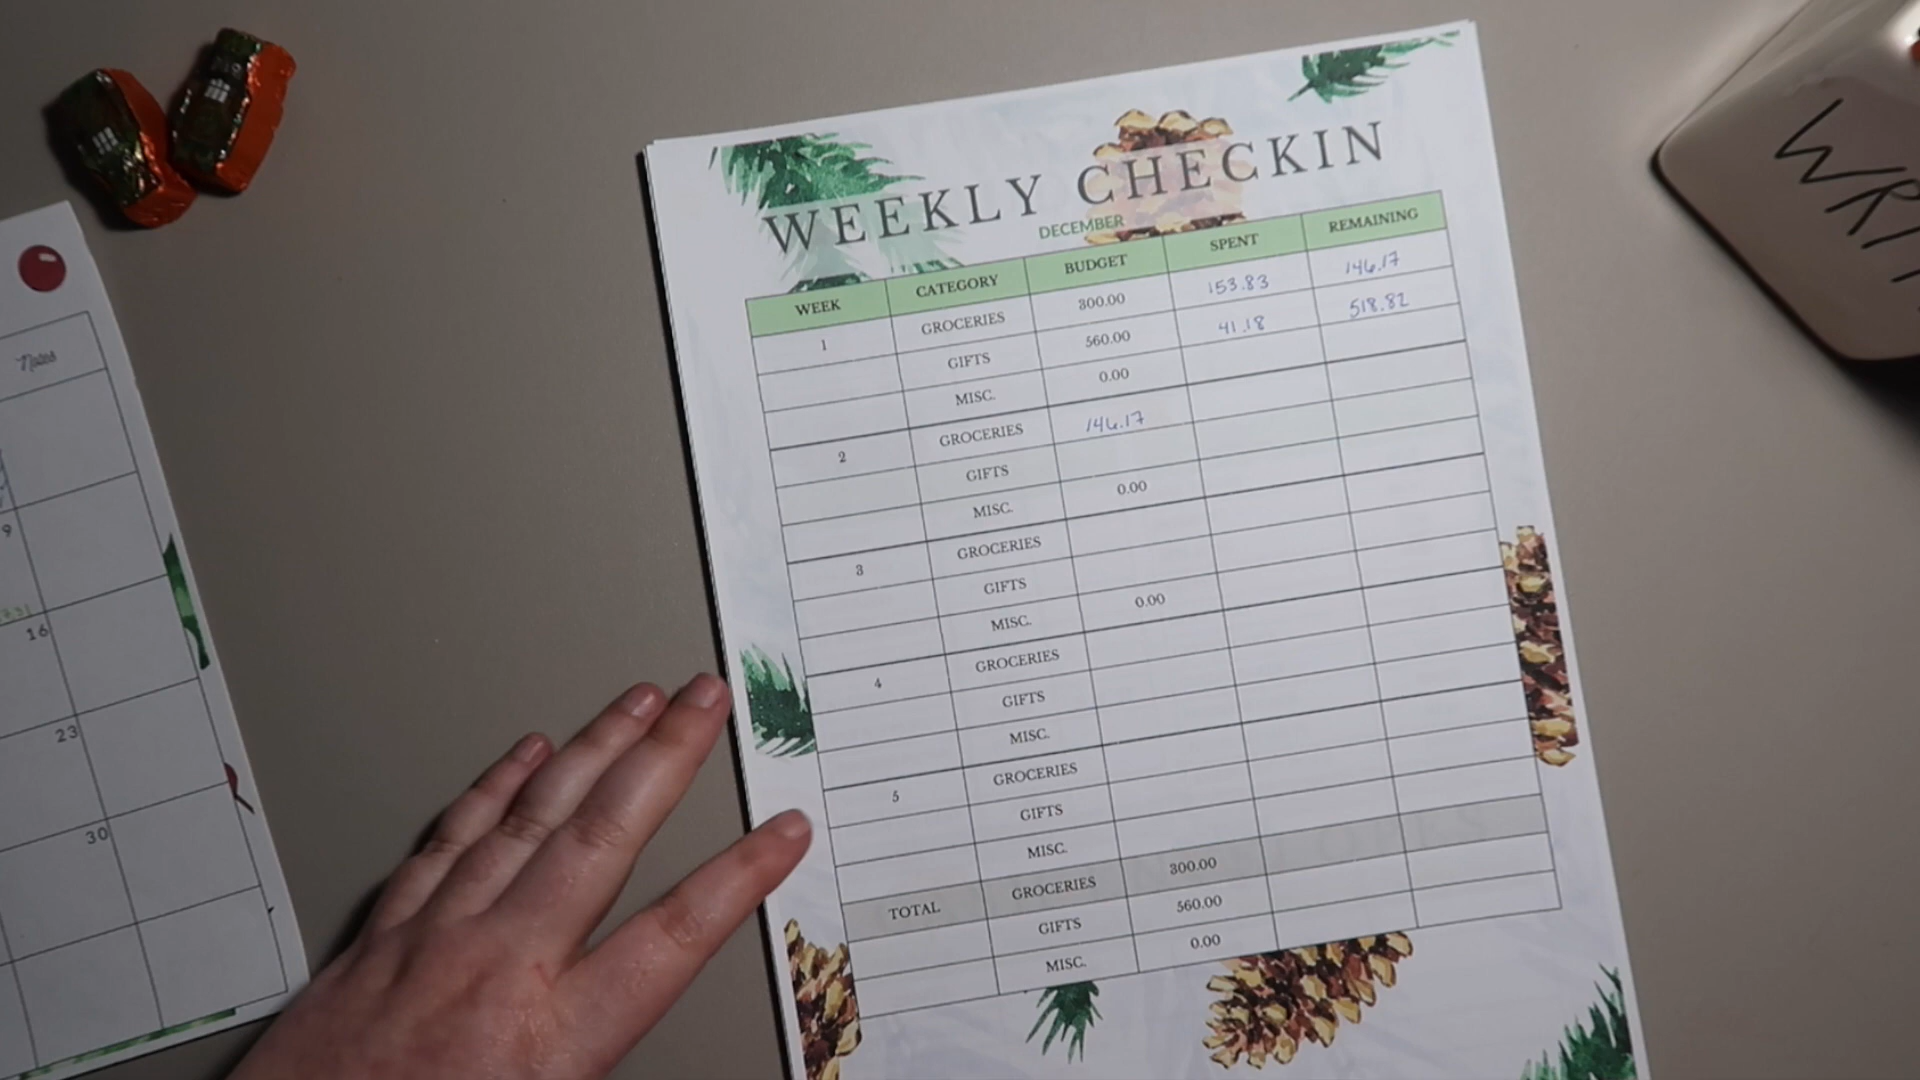 WEEKLY CHECKIN
DECEMBER
WEEK CATEGORY BUDGET SPENT REMAINING
1 GROCERIES 300.00 153.83 146.17
GIFTS 560.00 41.18 518.82
MISC. 0.00
2 GROCERIES 146.17
GIFTS
MISC. 0.00
3 GROCERIES
GIFTS
MISC. 0.00
4 GROCERIES
GIFTS
MISC.
5 GROCERIES
GIFTS
MISC.
TOTAL GROCERIES 300.00
GIFTS 560.00
MISC. 0.00
Notes
9
16
23
30